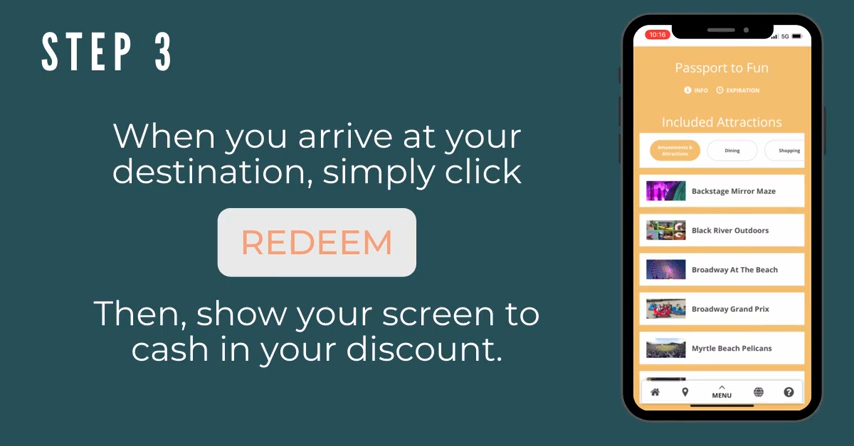 STEP 3
When you arrive at your
destination, simply click
REDEEM
Then, show your screen to
cash in your discount.
10:16
5G
Passport to Fun
INFO
EXPIRATION
Included Attractions
Amusements &
Attractions
Dining
Shopping
Backstage Mirror Maze
Black River Outdoors
Broadway At The Beach
Broadway Grand Prix
Myrtle Beach Pelicans
MENU